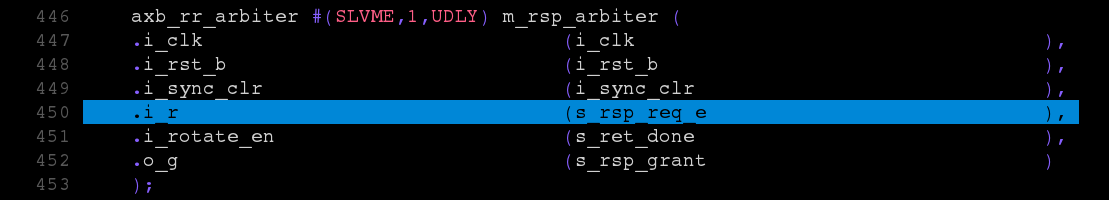 446 axb_rr_arbiter #(SLVME,1,UDLY) m_rsp_arbiter (
447 .i_clk (i_clk ),
448 .i_rst_b (i_rst_b ),
449 .i_sync_clr (i_sync_clr ),
450 .i_r (s_rsp_req_e ),
451 .i_rotate_en (s_ret_done ),
452 .o_g (s_rsp_grant )
453 );